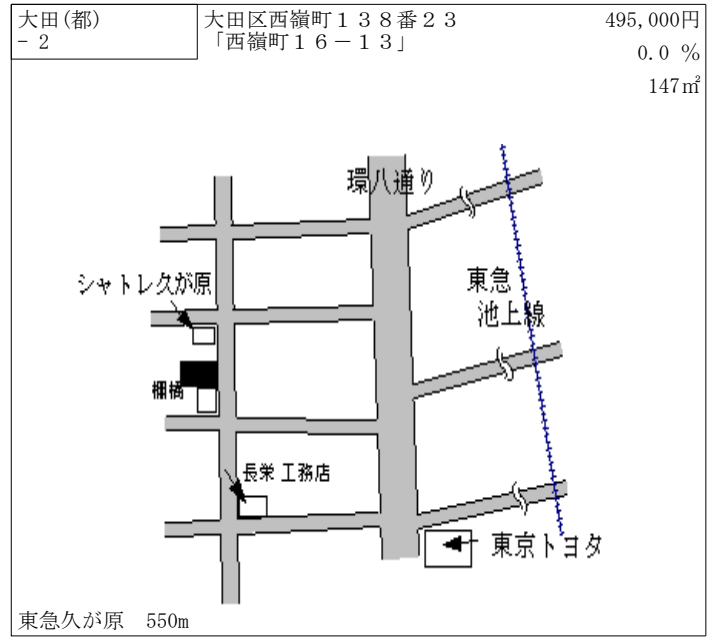 大田(都)
- 2
大田区西嶺町１３８番２３
「西嶺町１６－１３」
495,000円
0.0 %
147㎡
環八通り
シャトレ久が原
東急
池上線
棚橋
長栄 工務店
東京トヨタ
東急久が原　550m